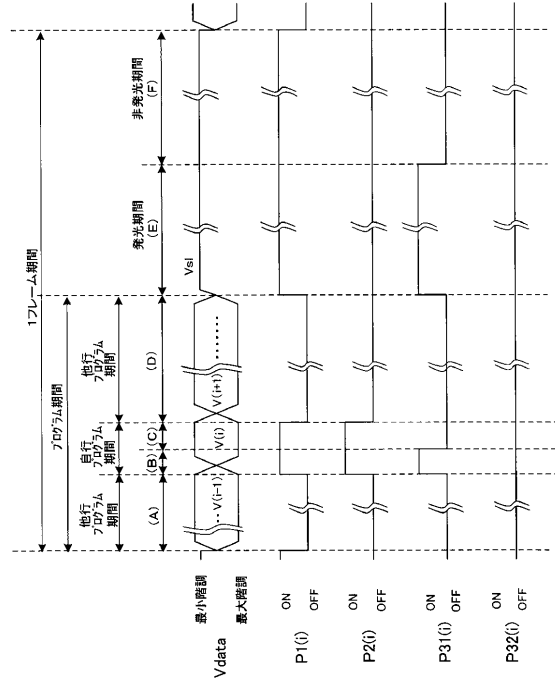 1フレーム期間
プログラム期間
他行
プログラム
期間
自行
プログラム
期間
他行
プログラム
期間
発光期間
(E)
非発光期間
(F)
(A)
(B)
(C)
(D)
最小階調
Vdata
最大階調
‥V(i-1)
V(i)
V(i+1)
‥‥‥
Vsl
P1(i)
ON
OFF
P2(i)
ON
OFF
P31(i)
ON
OFF
P32(i)
ON
OFF